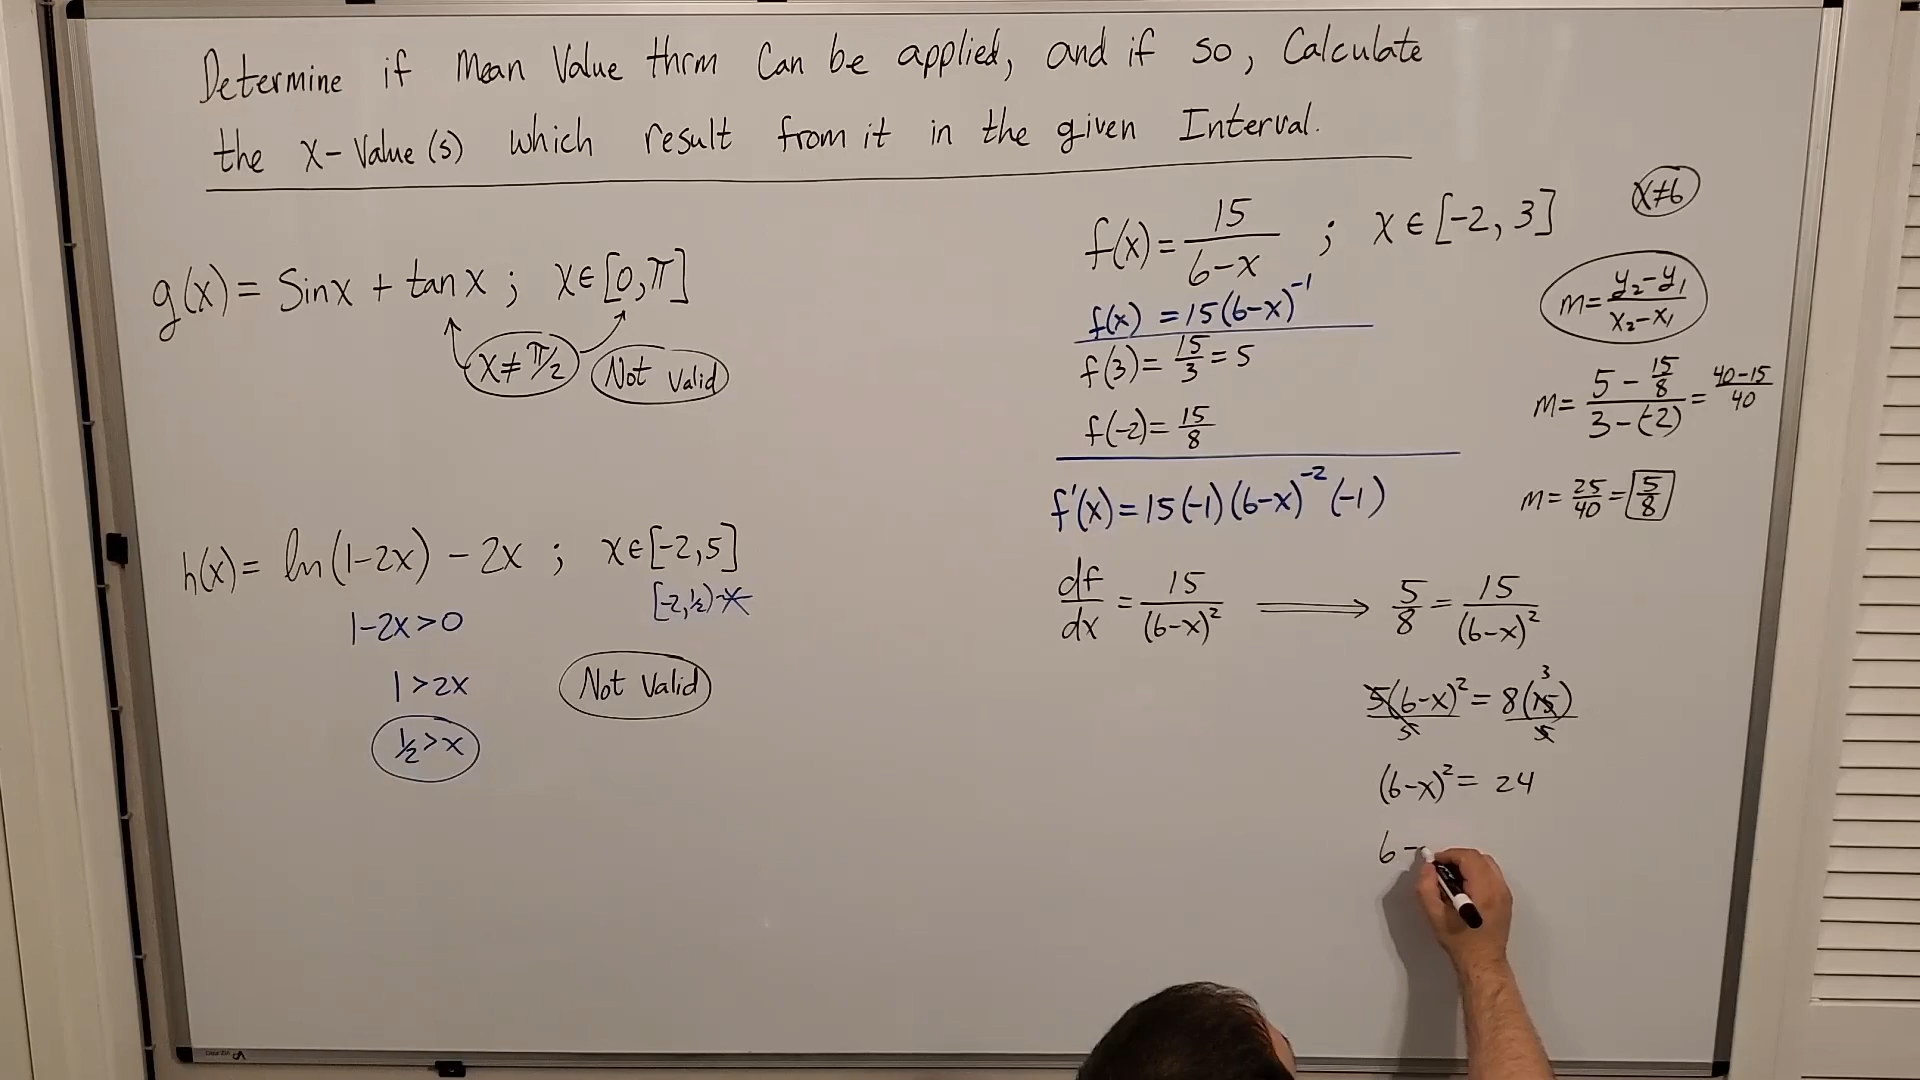 Determine if Mean Value thrm Can be applied, and if so, Calculate
the x-Value(s) which result from it in the given Interval.
g(x) = Sinx + tanx ; x∈[0,π]
x≠π/2
Not Valid
h(x) = ln(1-2x) - 2x ; x∈[-2,5]
[-2,½)
1-2x>0
1>2x
½>x
Not Valid
f(x) = 15/(6-x) ; x∈[-2,3]
x≠6
f(x) = 15(6-x)⁻¹
f(3) = 15/3 = 5
f(-2) = 15/8
m = (y₂-y₁)/(x₂-x₁)
m = (5 - 15/8)/(3-(-2)) = (40-15)/40
m = 25/40 = 5/8
f'(x) = 15(-1)(6-x)⁻²(-1)
df/dx = 15/(6-x)² ⟹ 5/8 = 15/(6-x)²
5(6-x)²/5 = 8(15)/5
3
(6-x)² = 24
6-